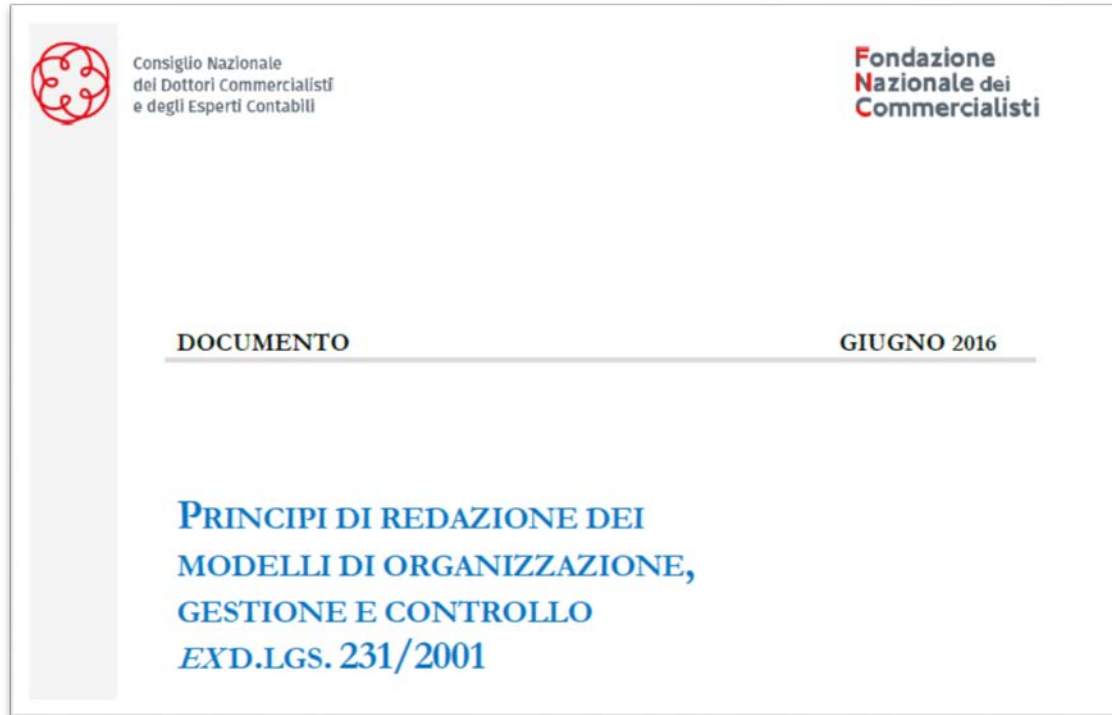 Consiglio Nazionale
dei Dottori Commercialisti
e degli Esperti Contabili
Fondazione
Nazionale dei
Commercialisti
DOCUMENTO
GIUGNO 2016
PRINCIPI DI REDAZIONE DEI
MODELLI DI ORGANIZZAZIONE,
GESTIONE E CONTROLLO
EX D.LGS. 231/2001